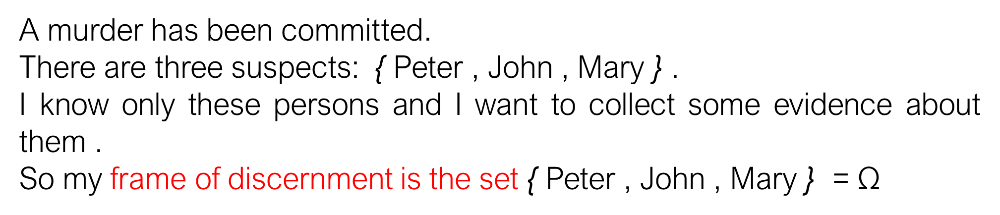 A murder has been committed.
There are three suspects: { Peter , John , Mary } .
I know only these persons and I want to collect some evidence about
them .
So my frame of discernment is the set { Peter , John , Mary } = Ω